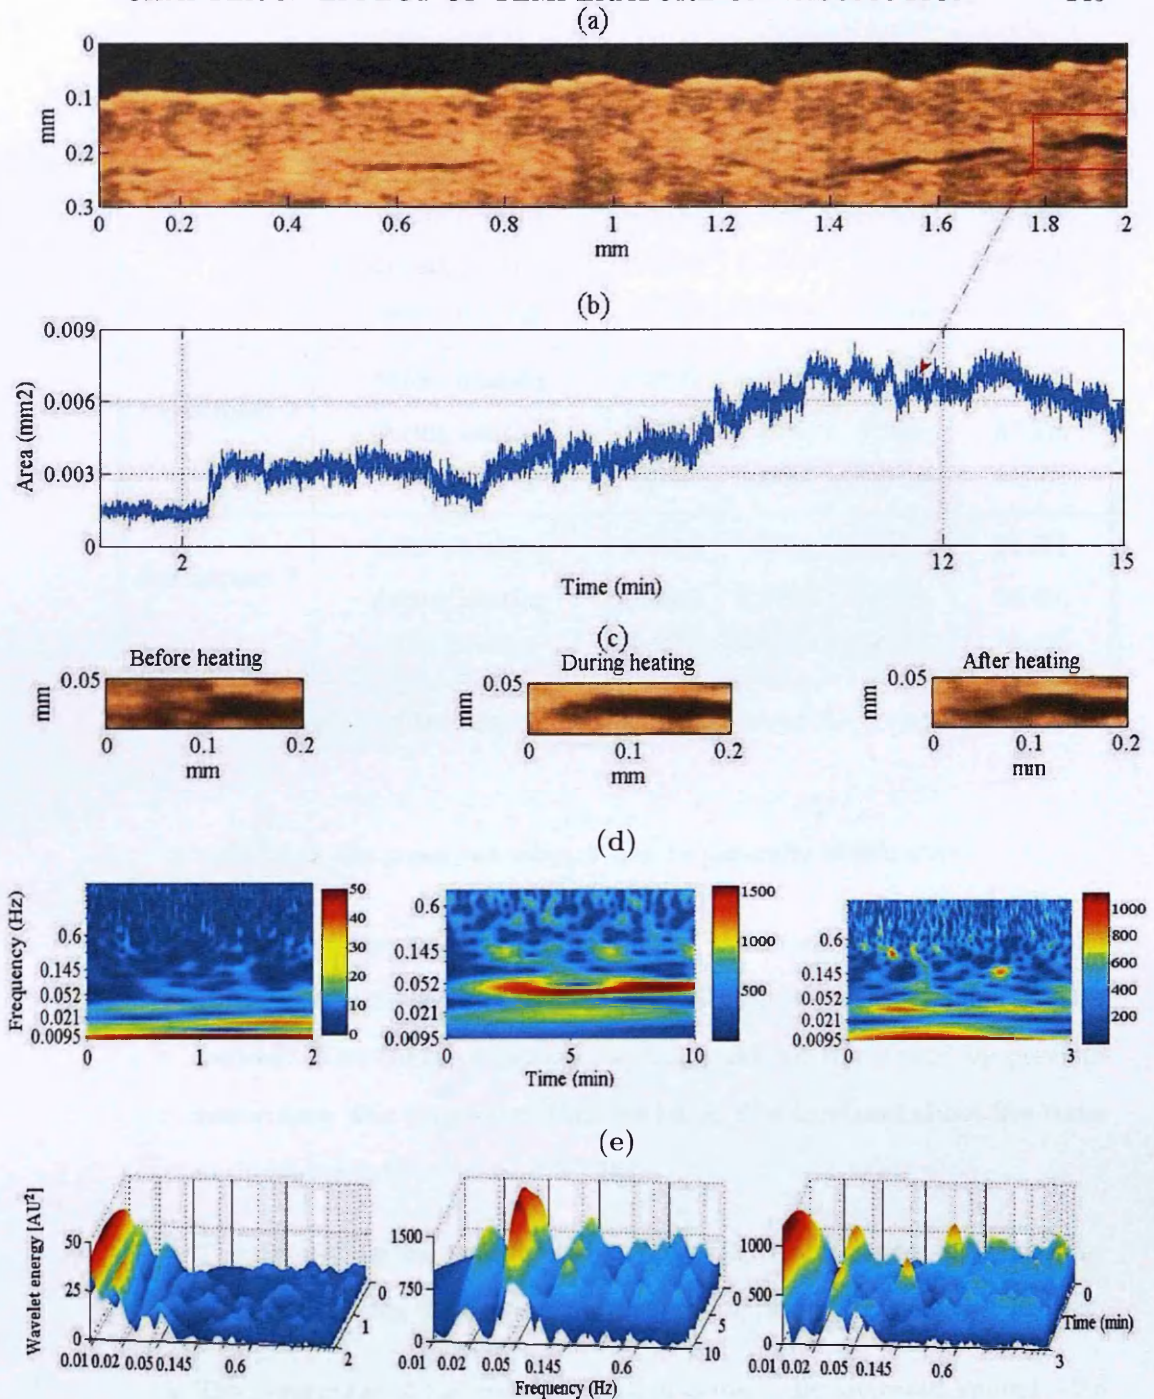 (a)
0
0.1
0.2
0.3
mm
0 0.2 0.4 0.6 0.8 1 1.2 1.4 1.6 1.8 2
mm
(b)
0.009
0.006
0.003
0
Area (mm2)
2 12 15
Time (min)
(c)
Before heating During heating After heating
0.05 0.05 0.05
mm mm mm
0 0.1 0.2 0 0.1 0.2 0 0.1 0.2
mm mm mm
(d)
Frequency (Hz)
0.6 0.6 0.6
0.145 0.145 0.145
0.052 0.052 0.052
0.021 0.021 0.021
0.0095 0.0095 0.0095
50 40 30 20 10 0
1500 1000 500
1000 800 600 400 200
0 1 2 0 5 10 0 3
Time (min)
(e)
Wavelet energy [AU²]
50 25 0
1500 750 0
1000 500 0
0.01 0.02 0.05 0.145 0.6 0.01 0.02 0.05 0.145 0.6 0.01 0.02 0.05 0.145 0.6
0 1 2 0 5 10 0 3
Time (min)
Frequency (Hz)